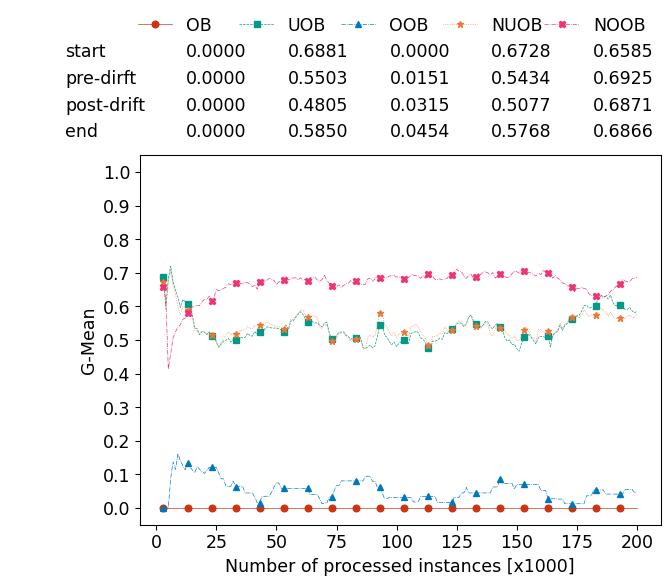 OB UOB OOB NUOB NOOB
start 0.0000 0.6881 0.0000 0.6728 0.6585
pre-dirft 0.0000 0.5503 0.0151 0.5434 0.6925
post-drift 0.0000 0.4805 0.0315 0.5077 0.6871
end 0.0000 0.5850 0.0454 0.5768 0.6866
1.0
0.9
0.8
0.7
0.6
0.5
0.4
0.3
0.2
0.1
0.0
G-Mean
0 25 50 75 100 125 150 175 200
Number of processed instances [x1000]